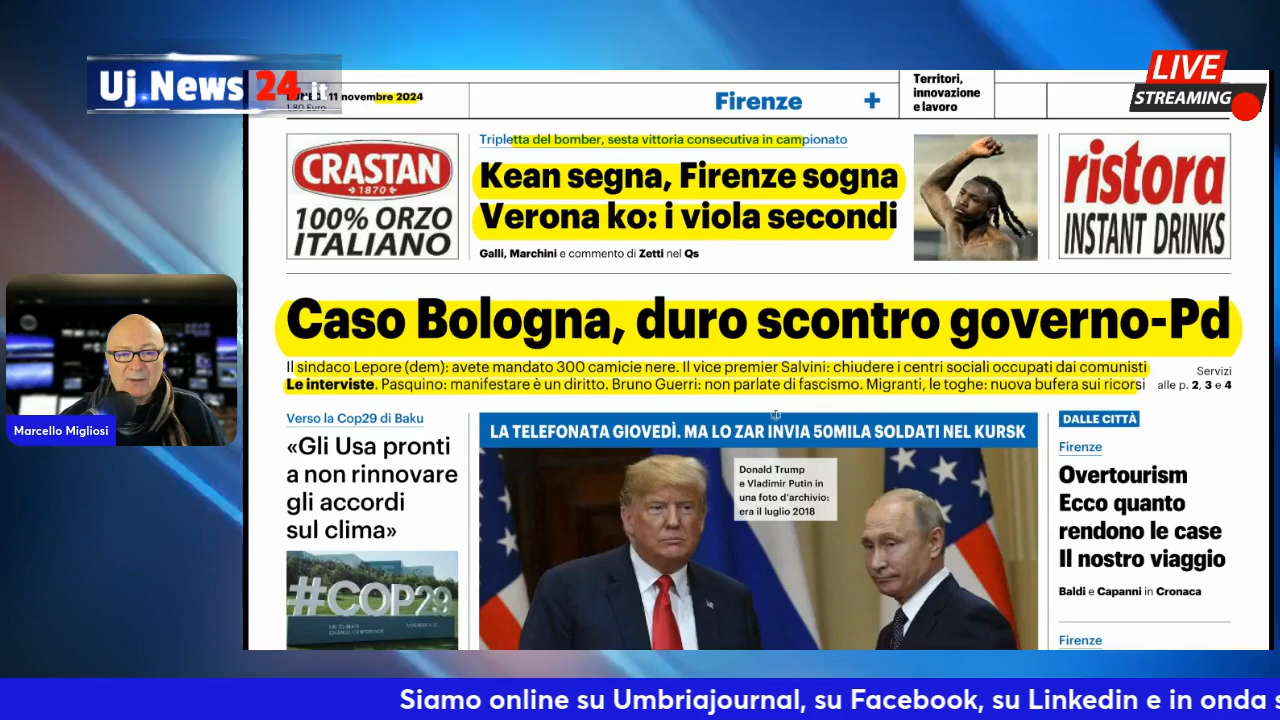 Uj.News 24.it
LIVE
STREAMING
11 novembre 2024
1,80 Euro
Firenze +
Territori,
innovazione
e lavoro
CRASTAN
1870
100% ORZO
ITALIANO
Tripletta del bomber, sesta vittoria consecutiva in campionato
Kean segna, Firenze sogna
Verona ko: i viola secondi
Galli, Marchini e commento di Zetti nel Qs
ristora
INSTANT DRINKS
Caso Bologna, duro scontro governo-Pd
Il sindaco Lepore (dem): avete mandato 300 camicie nere. Il vice premier Salvini: chiudere i centri sociali occupati dai comunisti
Le interviste. Pasquino: manifestare è un diritto. Bruno Guerri: non parlate di fascismo. Migranti, le toghe: nuova bufera sui ricorsi
Servizi
alle p. 2, 3 e 4
Verso la Cop29 di Baku
«Gli Usa pronti
a non rinnovare
gli accordi
sul clima»
#COP29
LA TELEFONATA GIOVEDÌ. MA LO ZAR INVIA 50MILA SOLDATI NEL KURSK
Donald Trump
e Vladimir Putin in
una foto d'archivio:
era il luglio 2018
DALLE CITTÀ
Firenze
Overtourism
Ecco quanto
rendono le case
Il nostro viaggio
Baldi e Capanni in Cronaca
Firenze
Marcello Migliosi
Siamo online su Umbriajournal, su Facebook, su Linkedin e in onda s